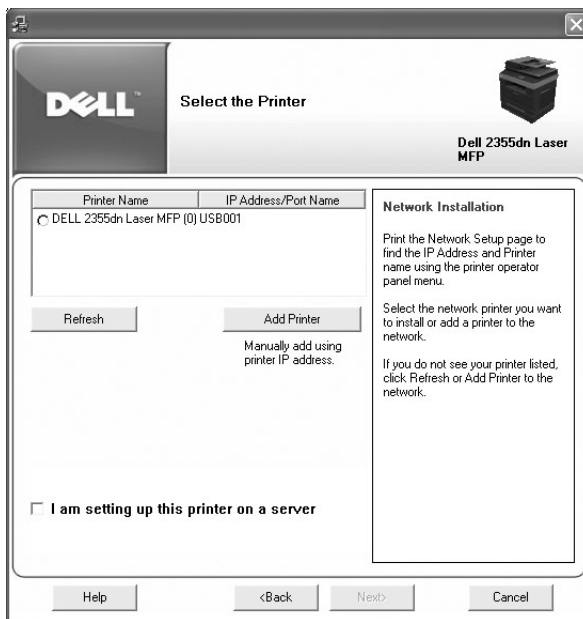 DELL™
Select the Printer
Dell 2355dn Laser
MFP
Printer Name
IP Address/Port Name
DELL 2355dn Laser MFP (0) USB001
Refresh
Add Printer
Manually add using
printer IP address.
I am setting up this printer on a server
Network Installation
Print the Network Setup page to
find the IP Address and Printer
name using the printer operator
panel menu.
Select the network printer you want
to install or add a printer to the
network.
If you do not see your printer listed,
click Refresh or Add Printer to the
network.
Help
<Back
Next>
Cancel